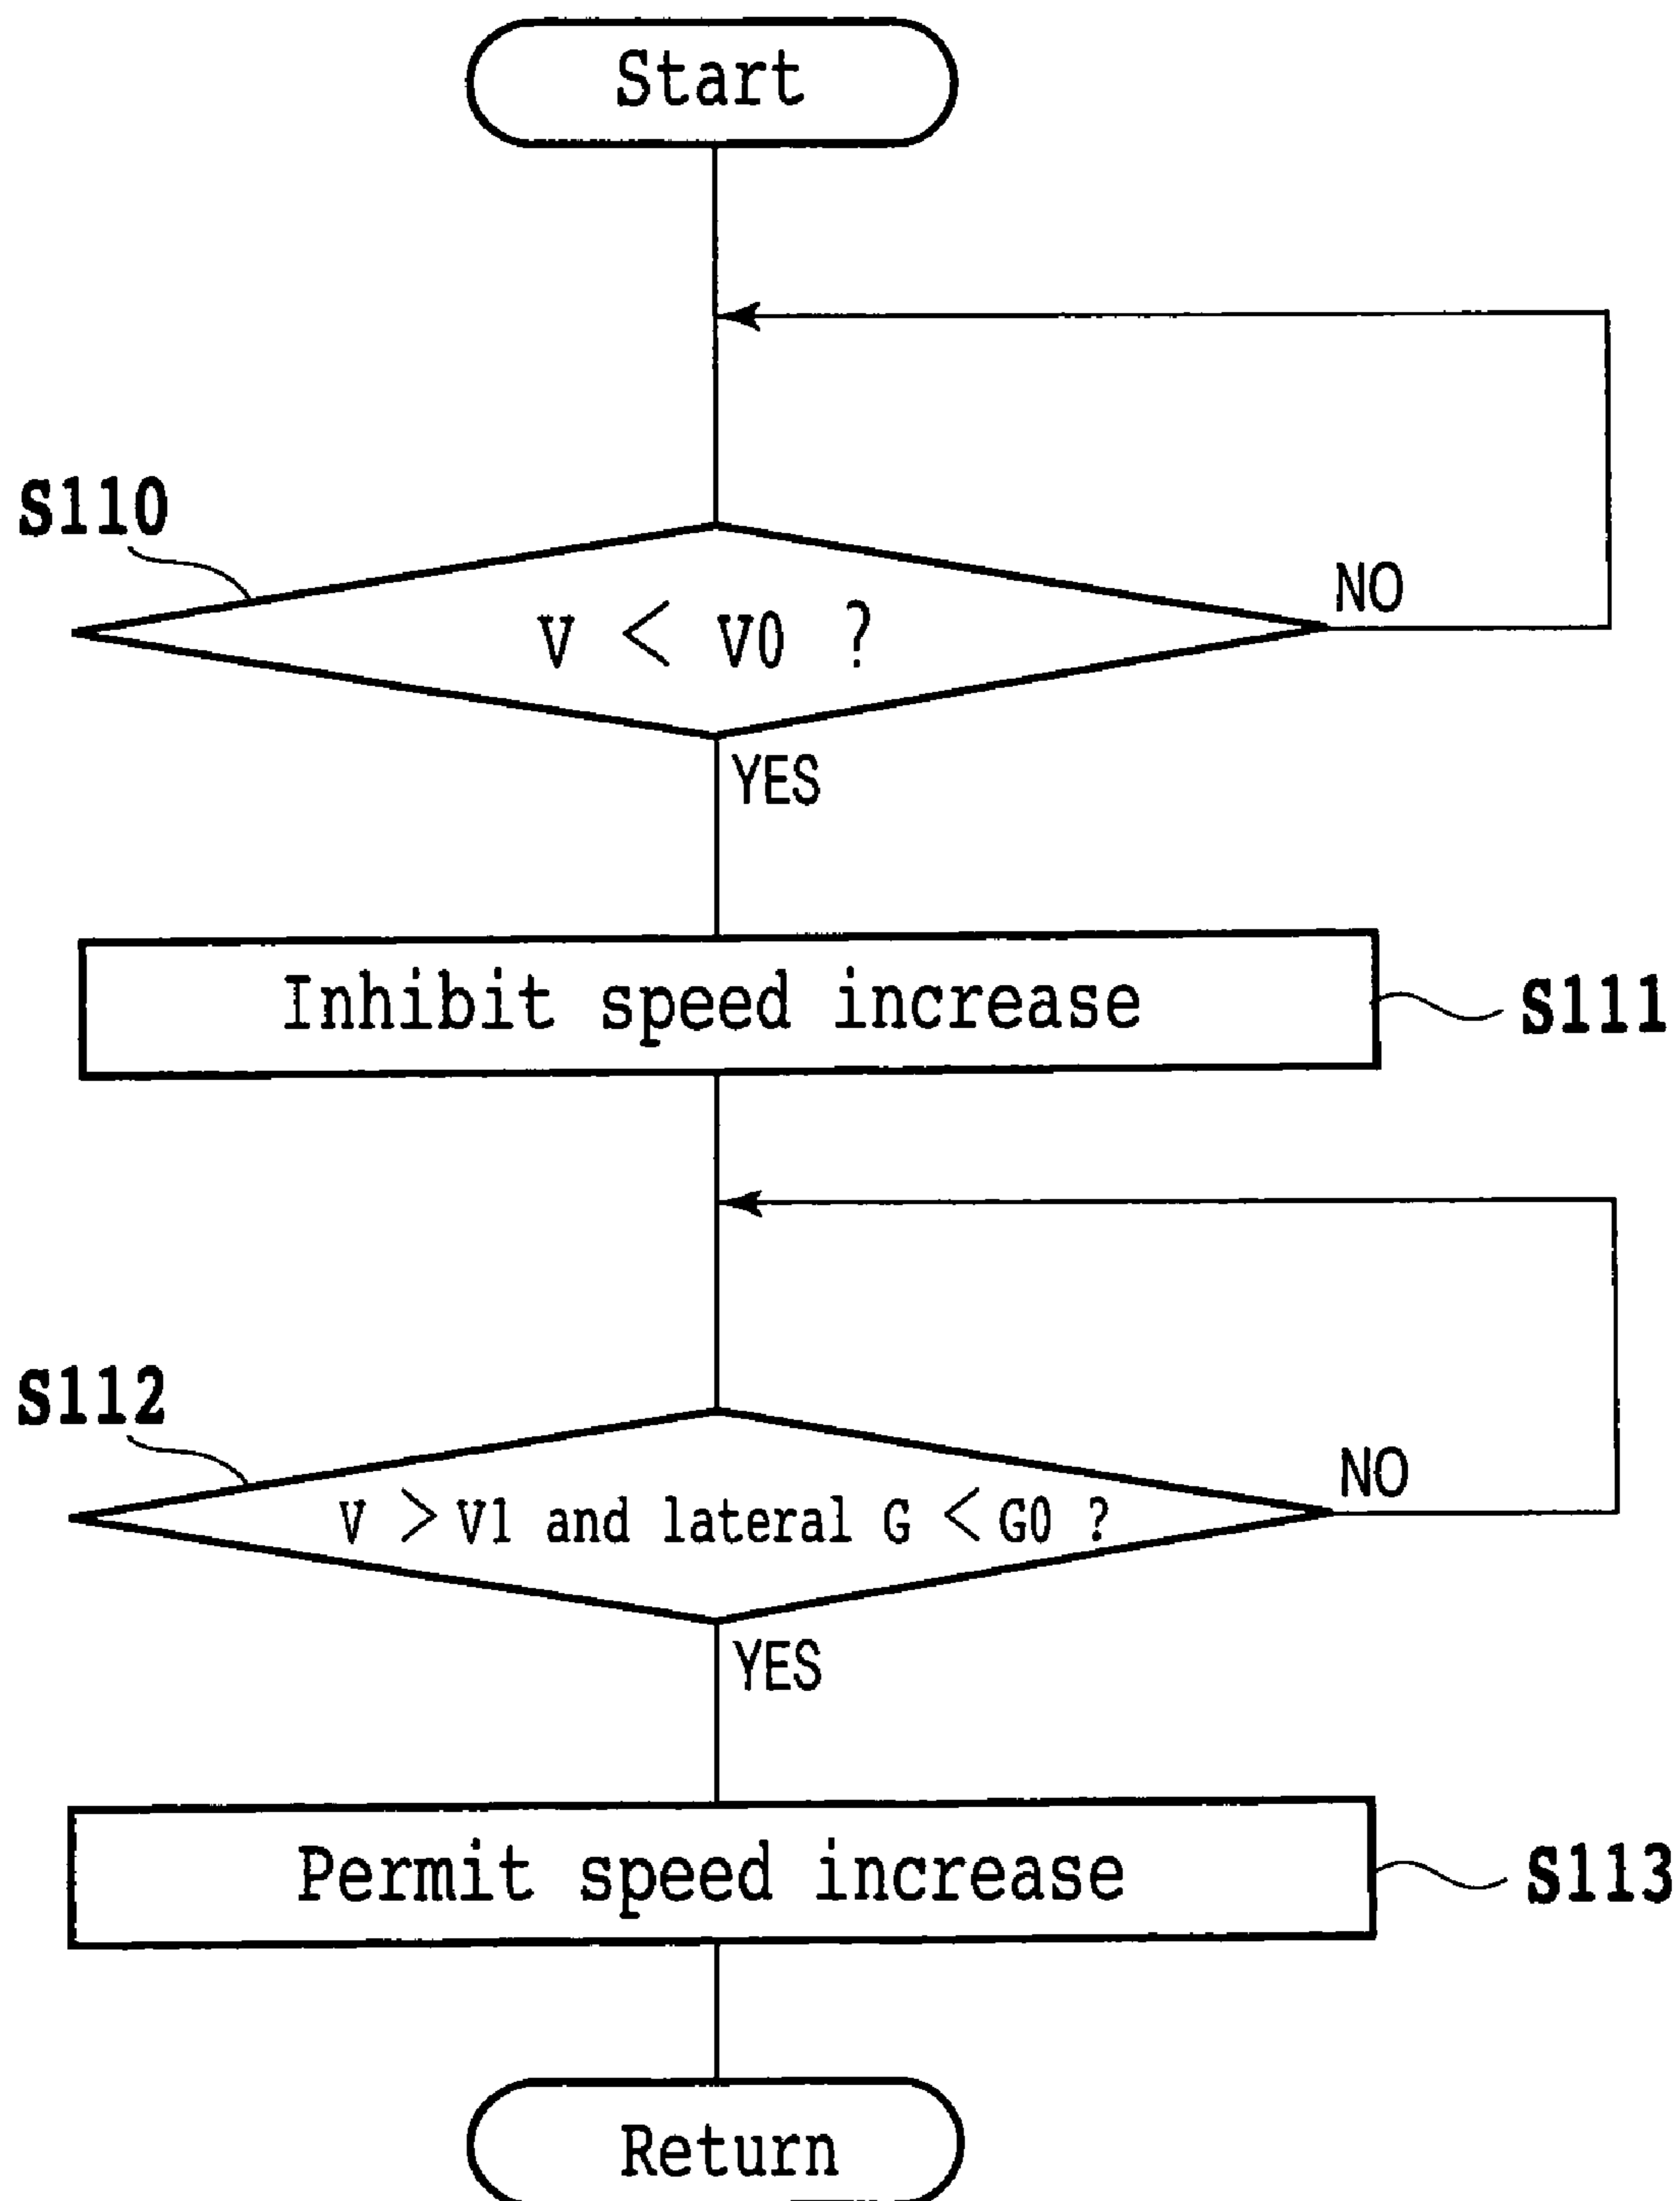 Start
S110
V < V0 ?
NO
YES
Inhibit speed increase
S111
S112
V > V1 and lateral G < G0 ?
NO
YES
Permit speed increase
S113
Return